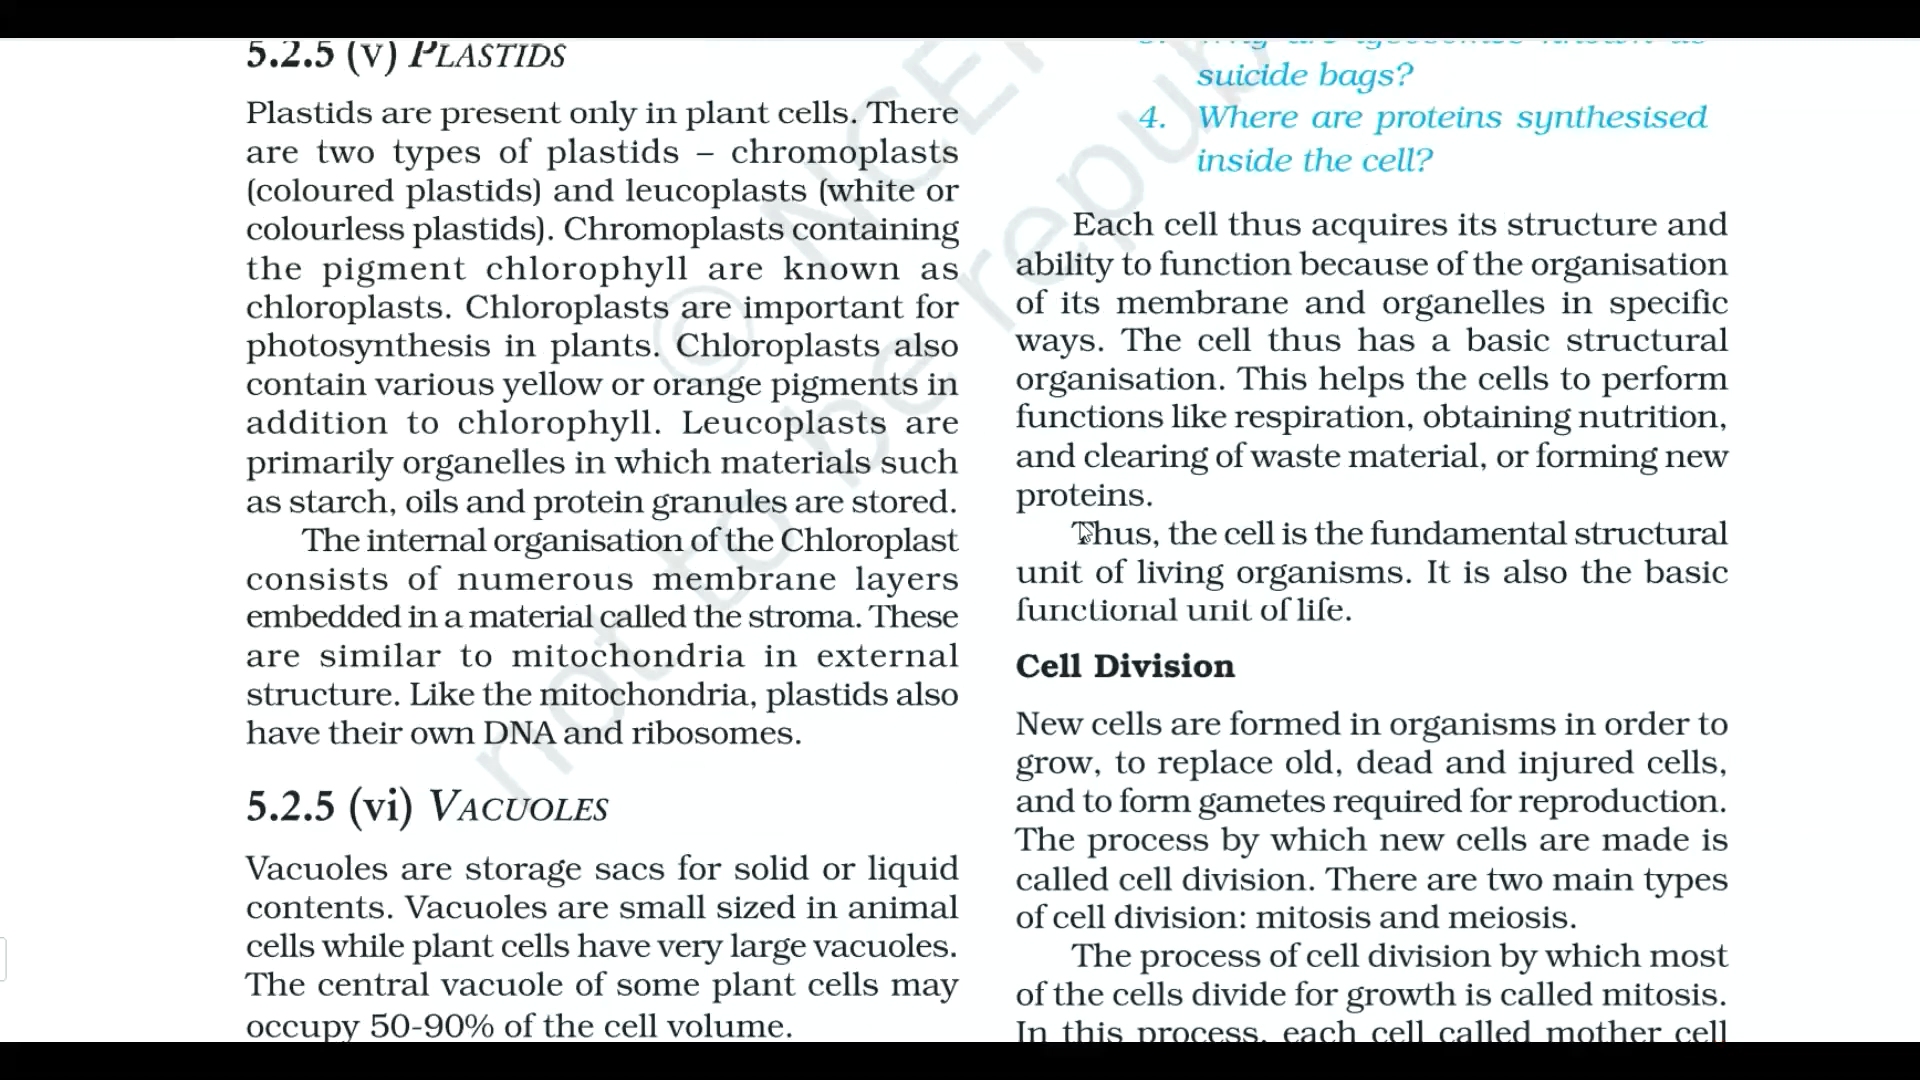 5.2.5 (v) PLASTIDS
Plastids are present only in plant cells. There
are two types of plastids – chromoplasts
(coloured plastids) and leucoplasts (white or
colourless plastids). Chromoplasts containing
the pigment chlorophyll are known as
chloroplasts. Chloroplasts are important for
photosynthesis in plants. Chloroplasts also
contain various yellow or orange pigments in
addition to chlorophyll. Leucoplasts are
primarily organelles in which materials such
as starch, oils and protein granules are stored.
The internal organisation of the Chloroplast
consists of numerous membrane layers
embedded in a material called the stroma. These
are similar to mitochondria in external
structure. Like the mitochondria, plastids also
have their own DNA and ribosomes.
5.2.5 (vi) VACUOLES
Vacuoles are storage sacs for solid or liquid
contents. Vacuoles are small sized in animal
cells while plant cells have very large vacuoles.
The central vacuole of some plant cells may
occupy 50-90% of the cell volume.
3. Why are lysosomes known as
suicide bags?
4. Where are proteins synthesised
inside the cell?
Each cell thus acquires its structure and
ability to function because of the organisation
of its membrane and organelles in specific
ways. The cell thus has a basic structural
organisation. This helps the cells to perform
functions like respiration, obtaining nutrition,
and clearing of waste material, or forming new
proteins.
Thus, the cell is the fundamental structural
unit of living organisms. It is also the basic
functional unit of life.
Cell Division
New cells are formed in organisms in order to
grow, to replace old, dead and injured cells,
and to form gametes required for reproduction.
The process by which new cells are made is
called cell division. There are two main types
of cell division: mitosis and meiosis.
The process of cell division by which most
of the cells divide for growth is called mitosis.
In this process, each cell called mother cell
© NCER
not to be repub